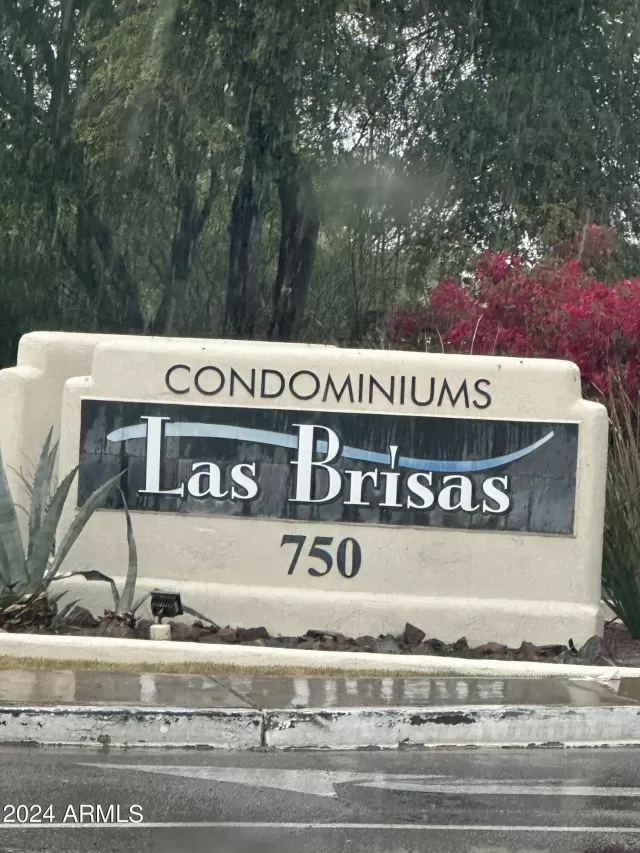 CONDOMINIUMS
Las Brisas
750
2024 ARMLS